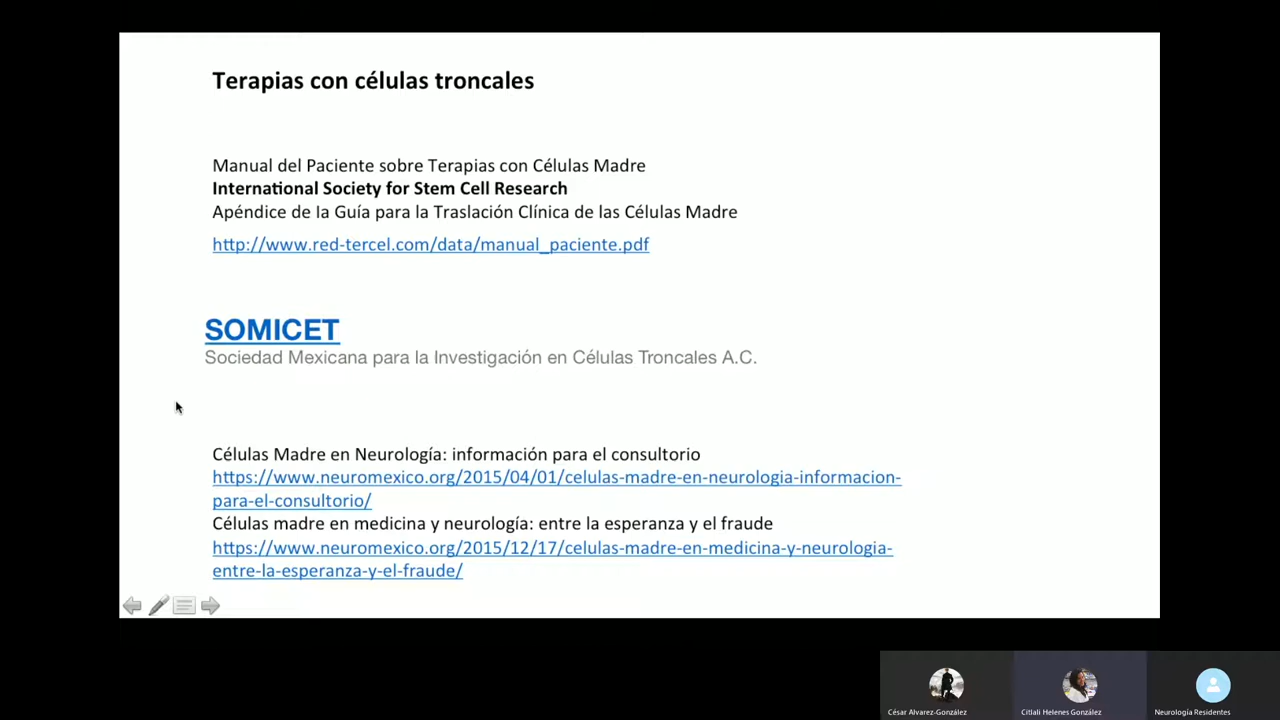 Terapias con células troncales
Manual del Paciente sobre Terapias con Células Madre
International Society for Stem Cell Research
Apéndice de la Guía para la Traslación Clínica de las Células Madre
http://www.red-tercel.com/data/manual_paciente.pdf
SOMICET
Sociedad Mexicana para la Investigación en Células Troncales A.C.
Células Madre en Neurología: información para el consultorio
https://www.neuromexico.org/2015/04/01/celulas-madre-en-neurologia-informacion-
para-el-consultorio/
Células madre en medicina y neurología: entre la esperanza y el fraude
https://www.neuromexico.org/2015/12/17/celulas-madre-en-medicina-y-neurologia-
entre-la-esperanza-y-el-fraude/
César Alvarez-González
Citlali Helenes González
Neurología Residentes